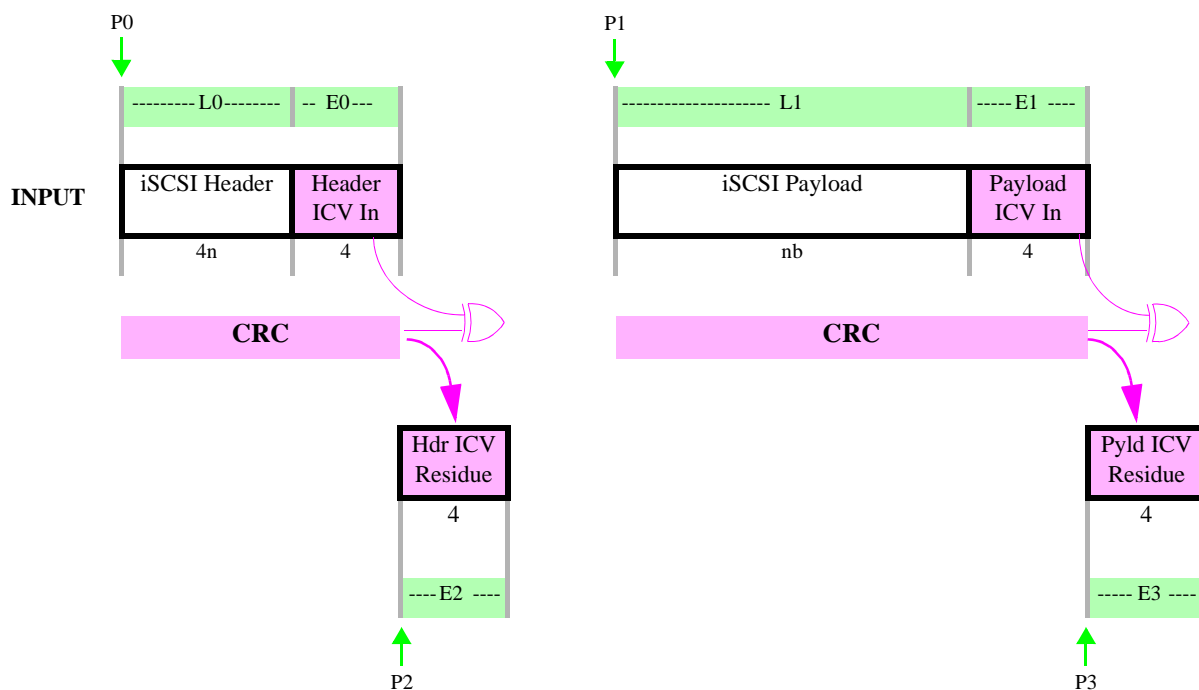 P0
P1
--------- L0--------
-- E0---
--------------------- L1
----- E1 ----
INPUT
iSCSI Header
Header
ICV In
iSCSI Payload
Payload
ICV In
4n
4
nb
4
CRC
CRC
Hdr ICV
Residue
Pyld ICV
Residue
4
4
----E2 ----
----- E3 ----
P2
P3